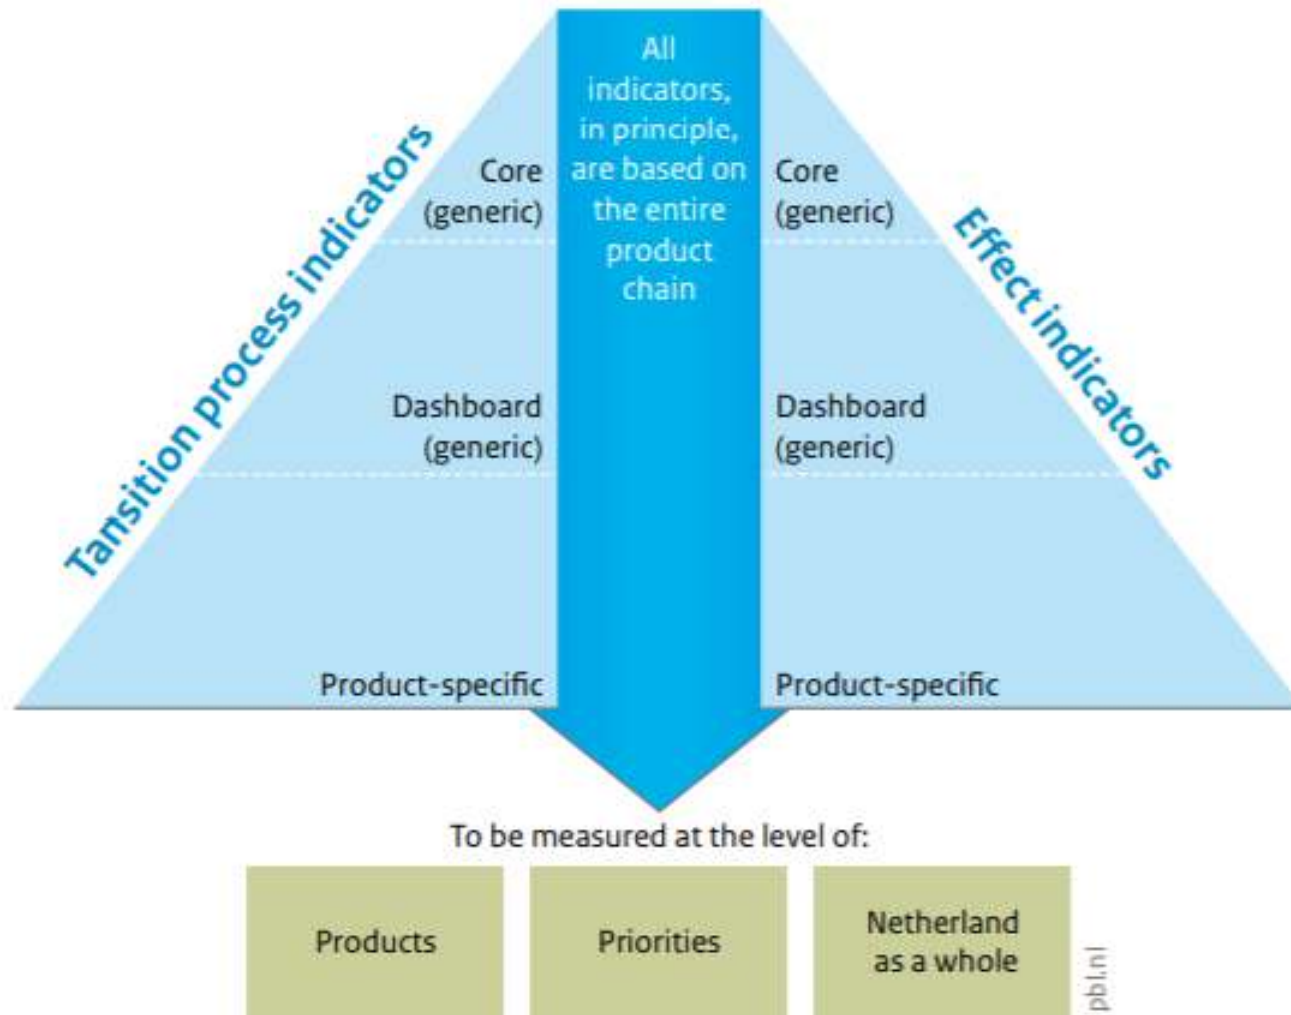 Tansition process indicators
Core
(generic)
Dashboard
(generic)
Product-specific
All
indicators,
in principle,
are based on
the entire
product
chain
Core
(generic)
Dashboard
(generic)
Product-specific
Effect indicators
To be measured at the level of:
Products
Priorities
Netherland
as a whole
pbl.nl